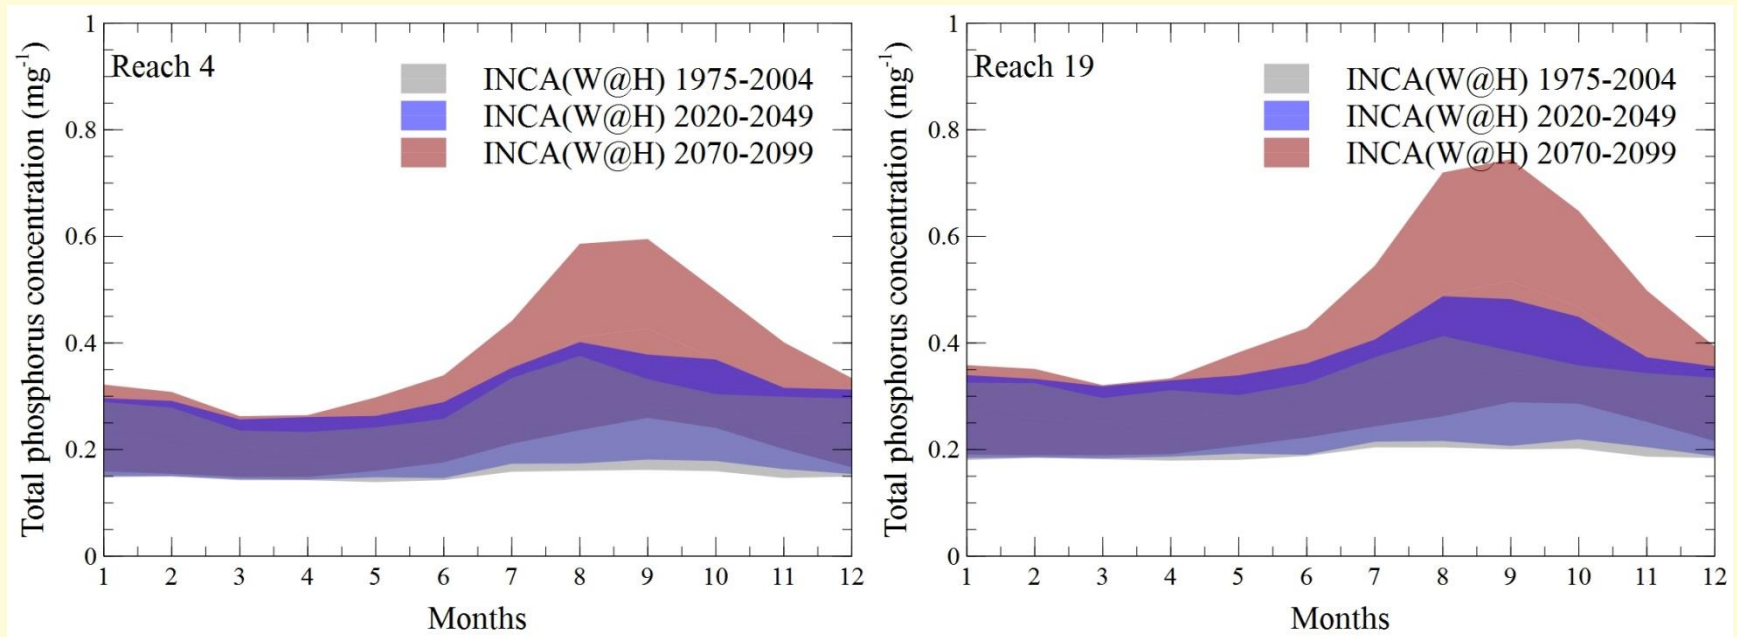 Total phosphorus concentration (mg⁻¹)
Reach 4
INCA(W@H) 1975-2004
INCA(W@H) 2020-2049
INCA(W@H) 2070-2099
1
0.8
0.6
0.4
0.2
0
1 2 3 4 5 6 7 8 9 10 11 12
Months
Total phosphorus concentration (mg⁻¹)
Reach 19
INCA(W@H) 1975-2004
INCA(W@H) 2020-2049
INCA(W@H) 2070-2099
1
0.8
0.6
0.4
0.2
0
1 2 3 4 5 6 7 8 9 10 11 12
Months